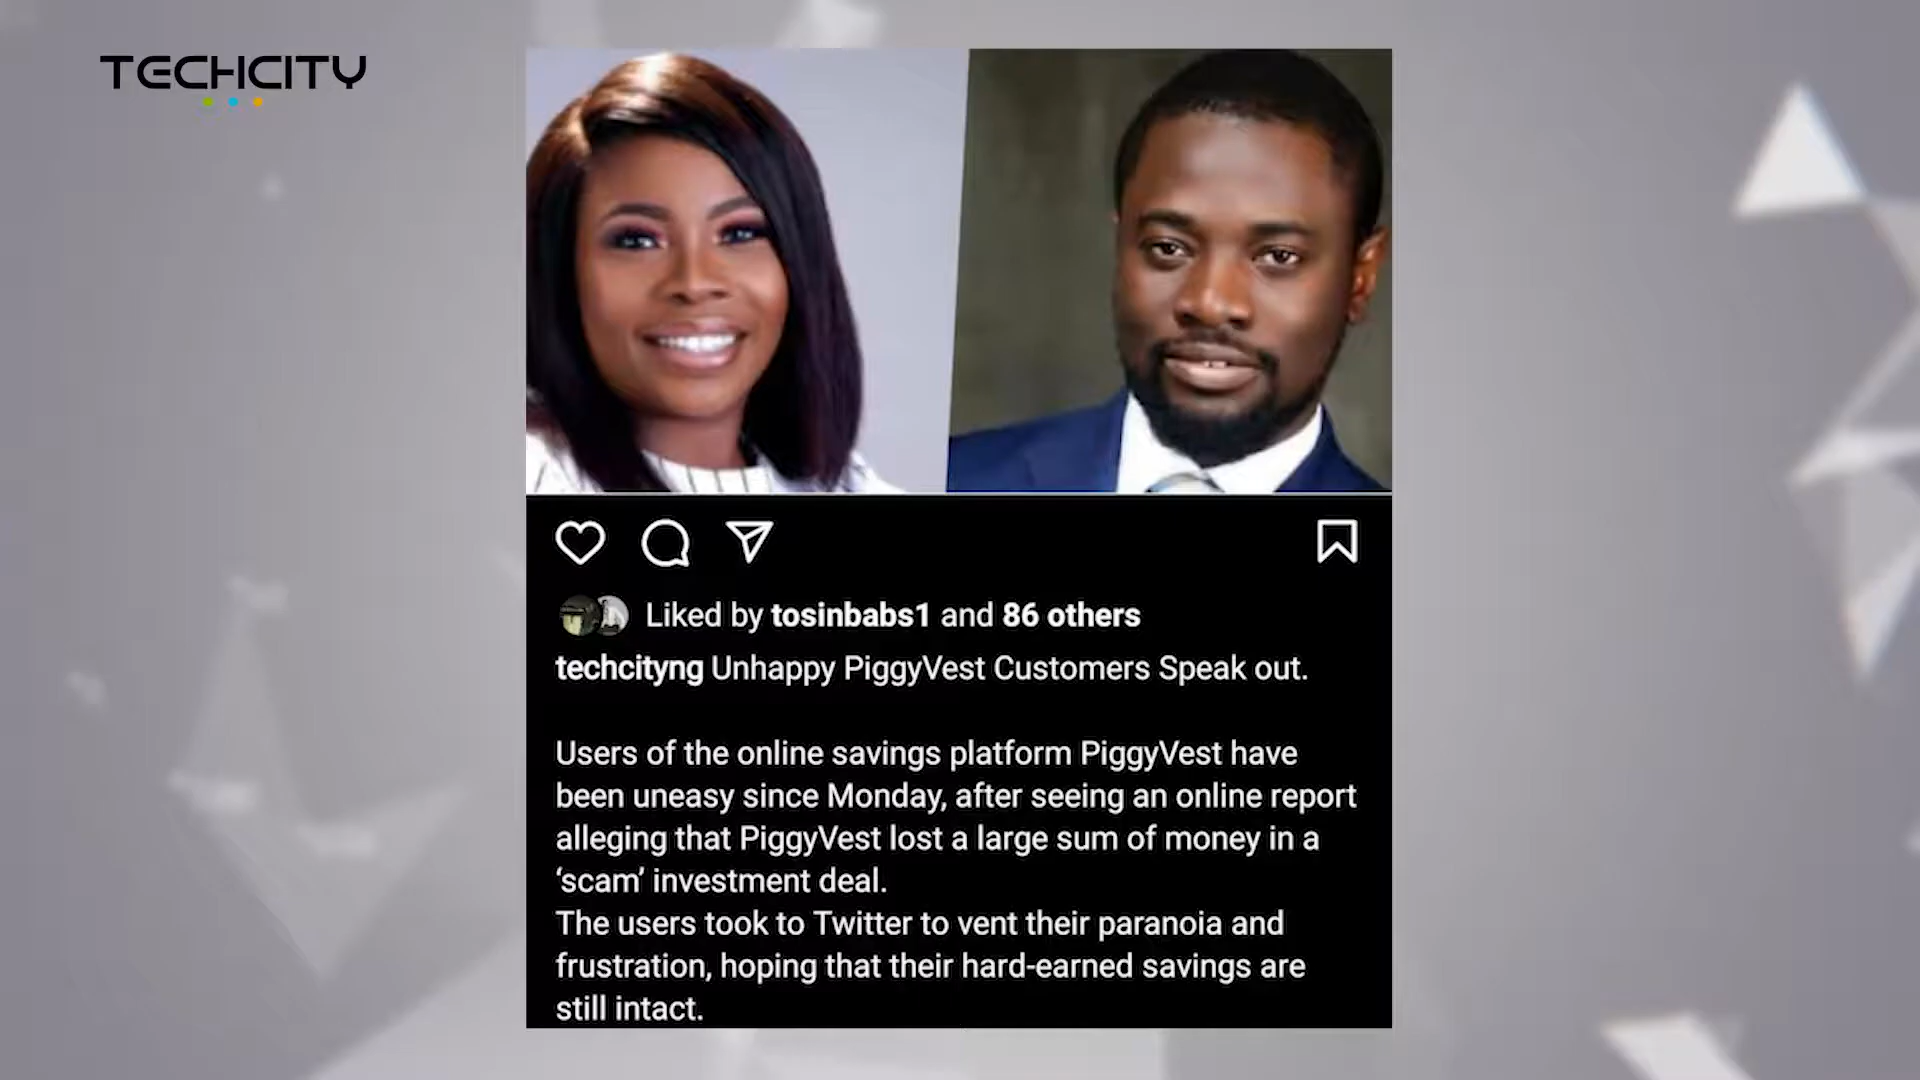 TECHCITY
Liked by tosinbabs1 and 86 others
techcityng Unhappy PiggyVest Customers Speak out.
Users of the online savings platform PiggyVest have
been uneasy since Monday, after seeing an online report
alleging that PiggyVest lost a large sum of money in a
‘scam’ investment deal.
The users took to Twitter to vent their paranoia and
frustration, hoping that their hard-earned savings are
still intact.